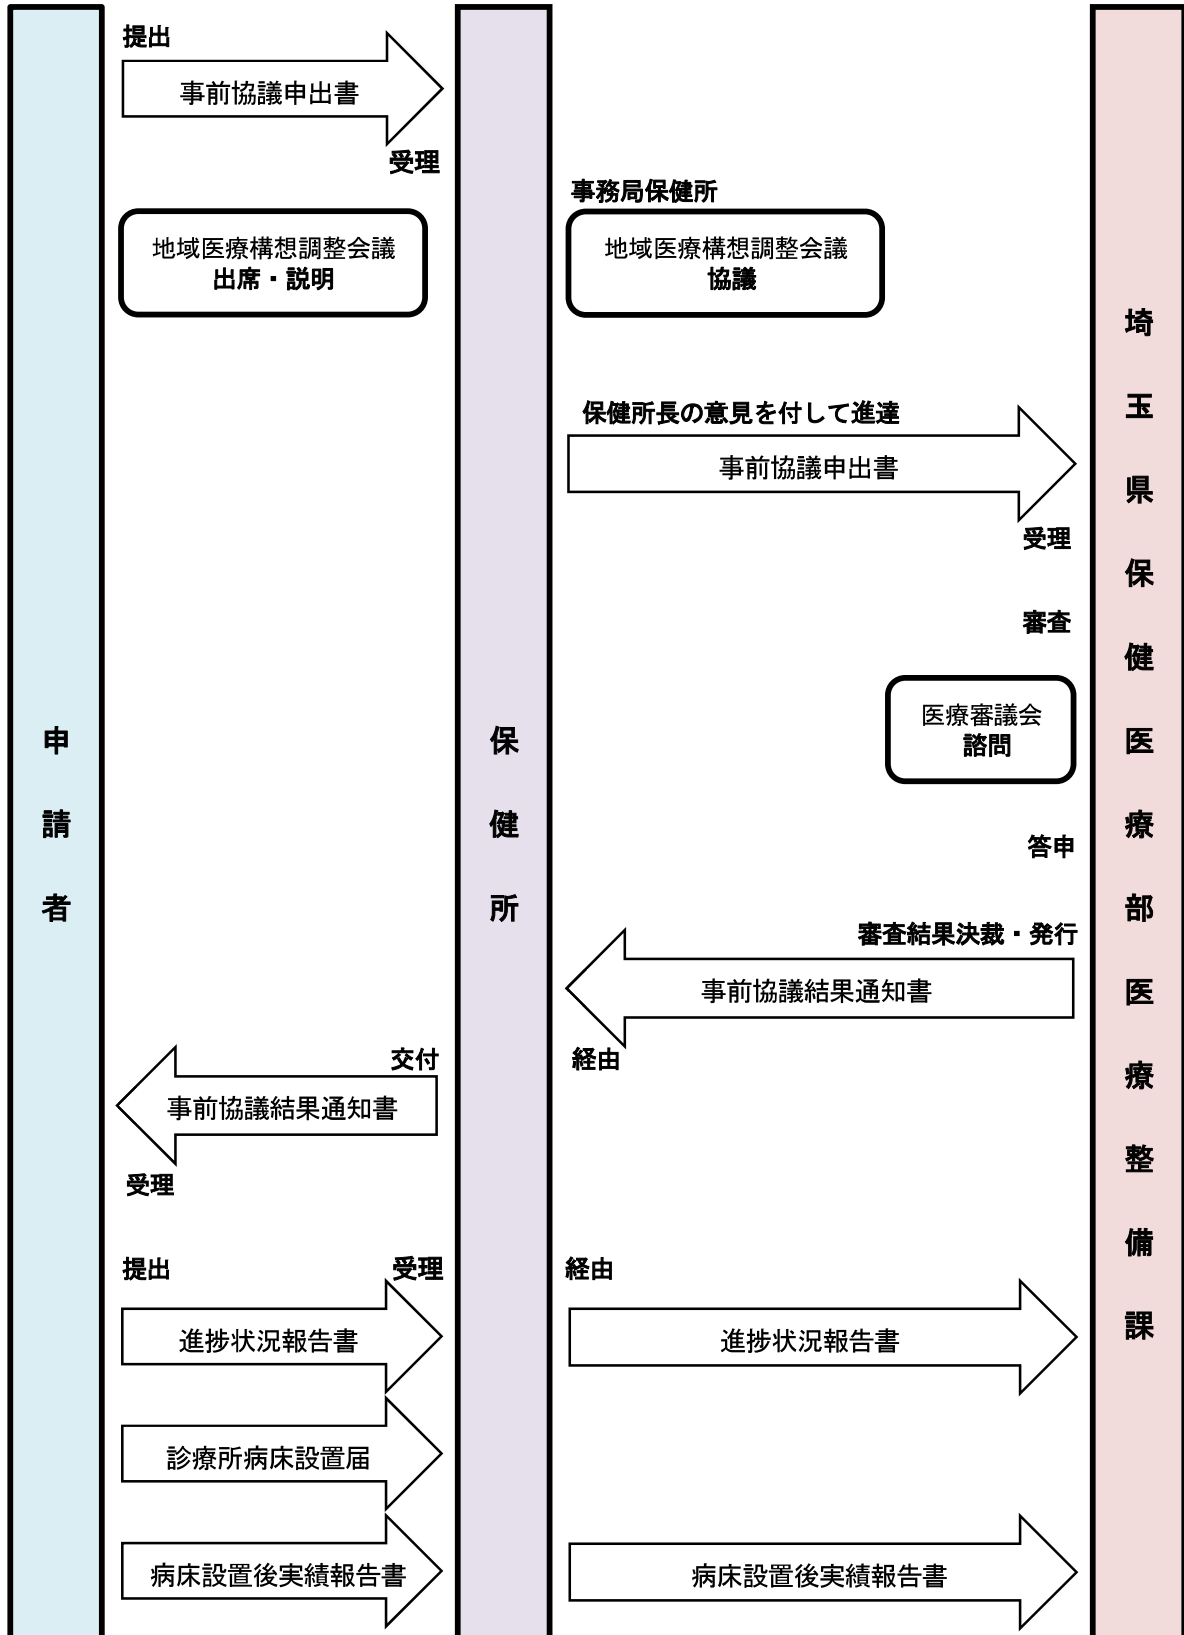 提出
事前協議申出書
受理
事務局保健所
地域医療構想調整会議
出席・説明
地域医療構想調整会議
協議
保健所長の意見を付して進達
事前協議申出書
受理
審査
医療審議会
諮問
答申
審査結果決裁・発行
事前協議結果通知書
経由
交付
事前協議結果通知書
受理
提出
受理
経由
進捗状況報告書
進捗状況報告書
診療所病床設置届
病床設置後実績報告書
病床設置後実績報告書
申請者
保健所
埼玉県保健医療部医療整備課